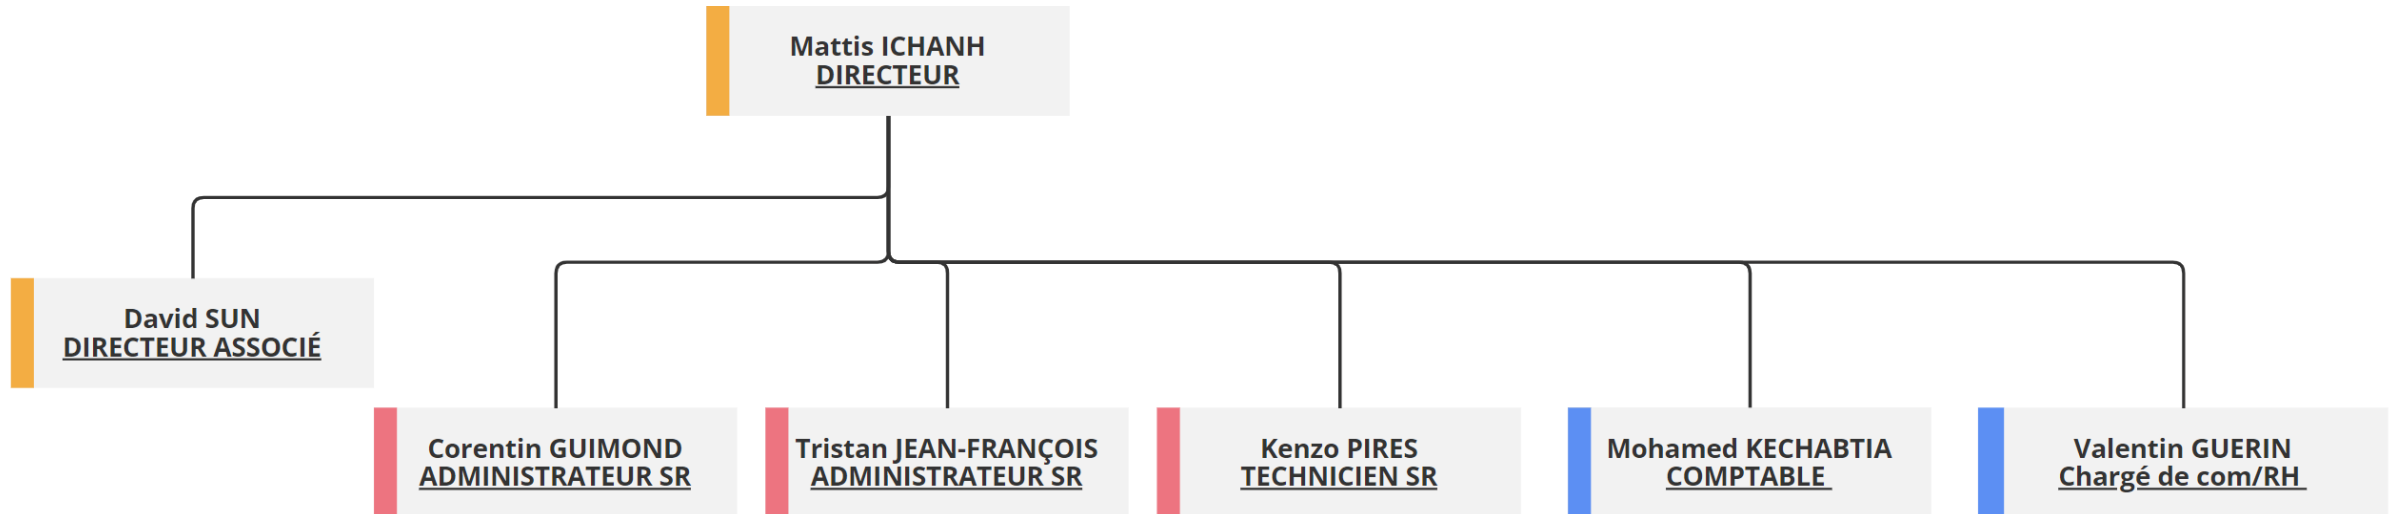 Mattis ICHANH
DIRECTEUR
David SUN
DIRECTEUR ASSOCIÉ
Corentin GUIMOND
ADMINISTRATEUR SR
Tristan JEAN-FRANÇOIS
ADMINISTRATEUR SR
Kenzo PIRES
TECHNICIEN SR
Mohamed KECHABTIA
COMPTABLE
Valentin GUERIN
Chargé de com/RH